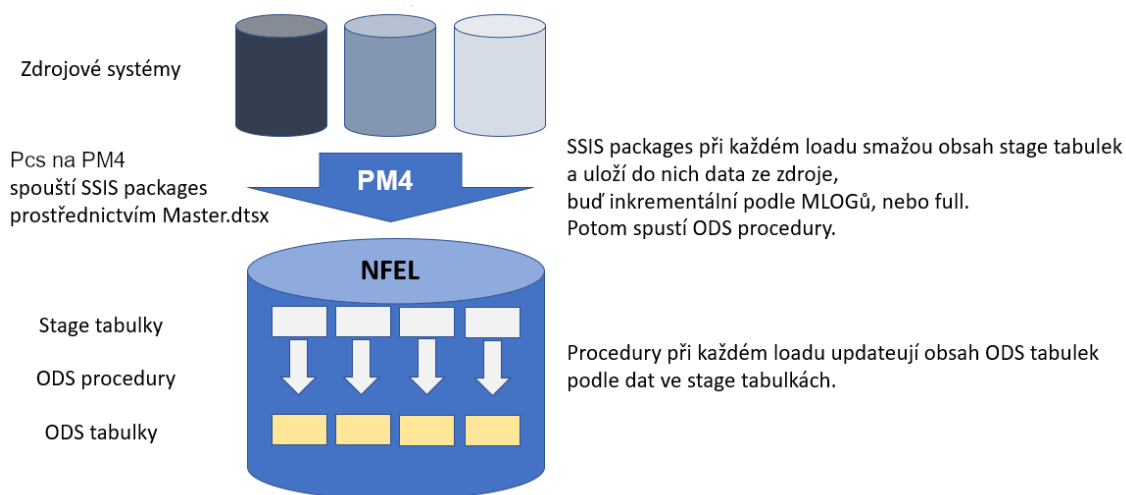 Zdrojové systémy
Pcs na PM4
spouští SSIS packages
prostřednictvím Master.dtsx
PM4
SSIS packages při každém loadu smažou obsah stage tabulek
a uloží do nich data ze zdroje,
buď inkrementální podle MLOGů, nebo full.
Potom spustí ODS procedury.
NFEL
Stage tabulky
ODS procedury
ODS tabulky
Procedury při každém loadu updateují obsah ODS tabulek
podle dat ve stage tabulkách.